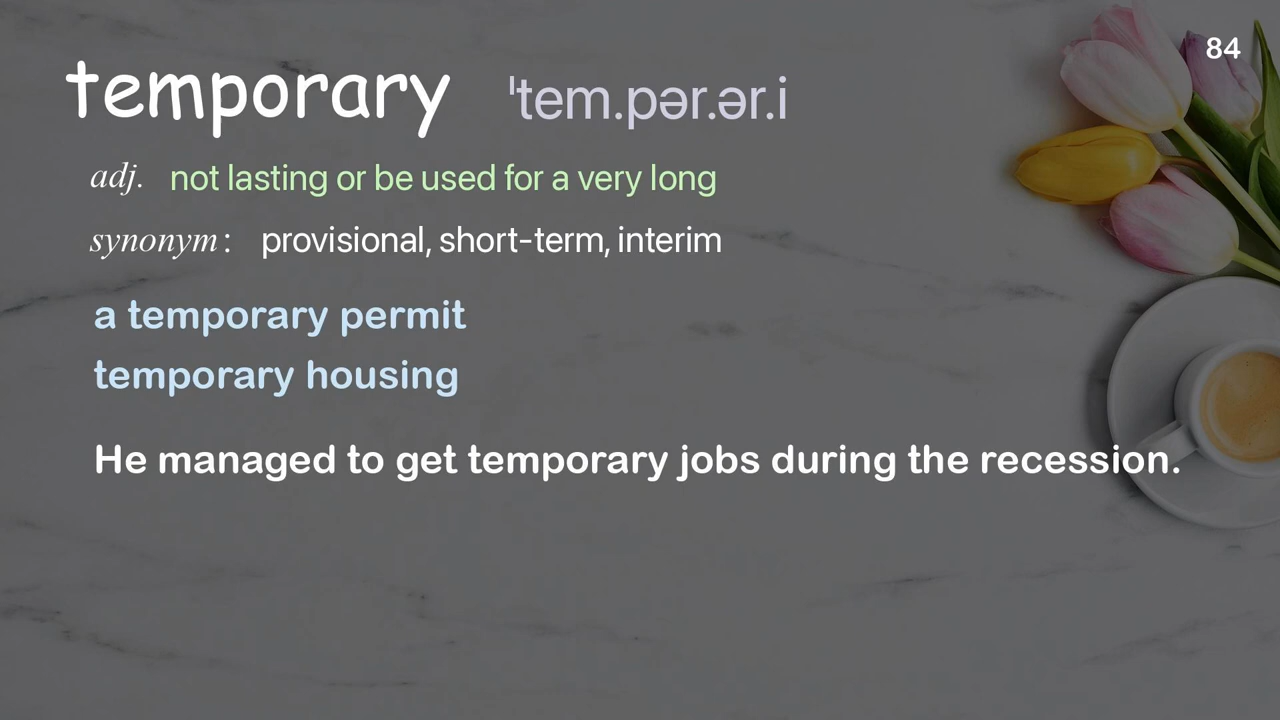 84
temporary ˈtem.pər.ər.i
adj. not lasting or be used for a very long
synonym: provisional, short-term, interim
a temporary permit
temporary housing
He managed to get temporary jobs during the recession.